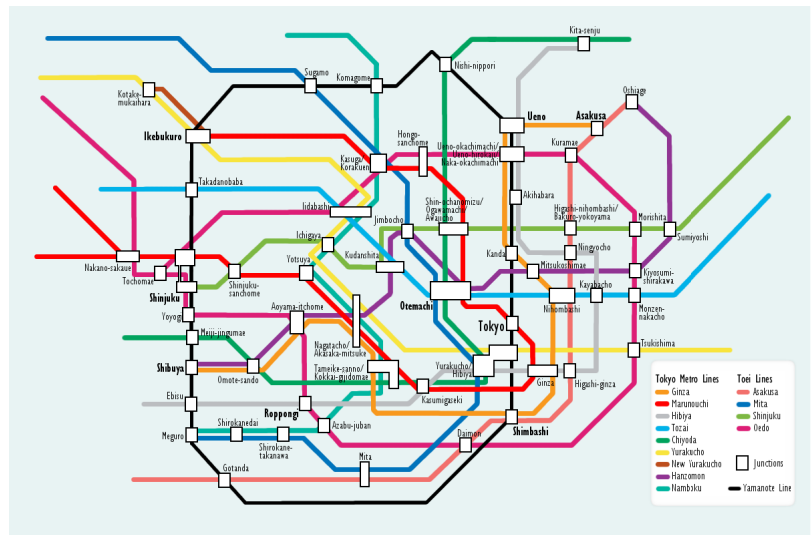 Kita-senju
Sugamo
Komagome
Nishi-nippori
Kotake-
mukaihara
Oshiage
Ueno
Asakusa
Ikebukuro
Hongo-
sanchome
Kasuga/
Korakuen
Ueno-okachimachi/
Ueno-hirokoji/
Naka-okachimachi
Kuramae
Takadanobaba
Akihabara
Iidabashi
Shin-ochanomizu/
Ogawamachi/
Awajicho
Higashi-nihombashi/
Bakuro-yokoyama
Morishita
Jimbocho
Sumiyoshi
Ichigaya
Kudanshita
Kanda
Ningyocho
Yotsuya
Mitsukoshimae
Nakano-sakaue
Tochomae
Shinjuku
Shinjuku-
sanchome
Otemachi
Kayabacho
Kiyosumi-
shirakawa
Nihombashi
Monzen-
nakacho
Yoyogi
Aoyama-itchome
Meiji-jingumae
Tokyo
Nagatacho/
Akasaka-mitsuke
Tsukishima
Shibuya
Omote-sando
Tameike-sanno/
Kokkai-gijidomae
Yurakucho/
Hibiya
Ginza
Higashi-ginza
Kasumigaseki
Ebisu
Roppongi
Azabu-juban
Shimbashi
Meguro
Shirokanedai
Shirokane-
takanawa
Daimon
Mita
Gotanda
Tokyo Metro Lines
Ginza
Marunouchi
Hibiya
Tozai
Chiyoda
Yurakucho
New Yurakucho
Hanzomon
Namboku
Toei Lines
Asakusa
Mita
Shinjuku
Oedo
Junctions
Yamanote Line